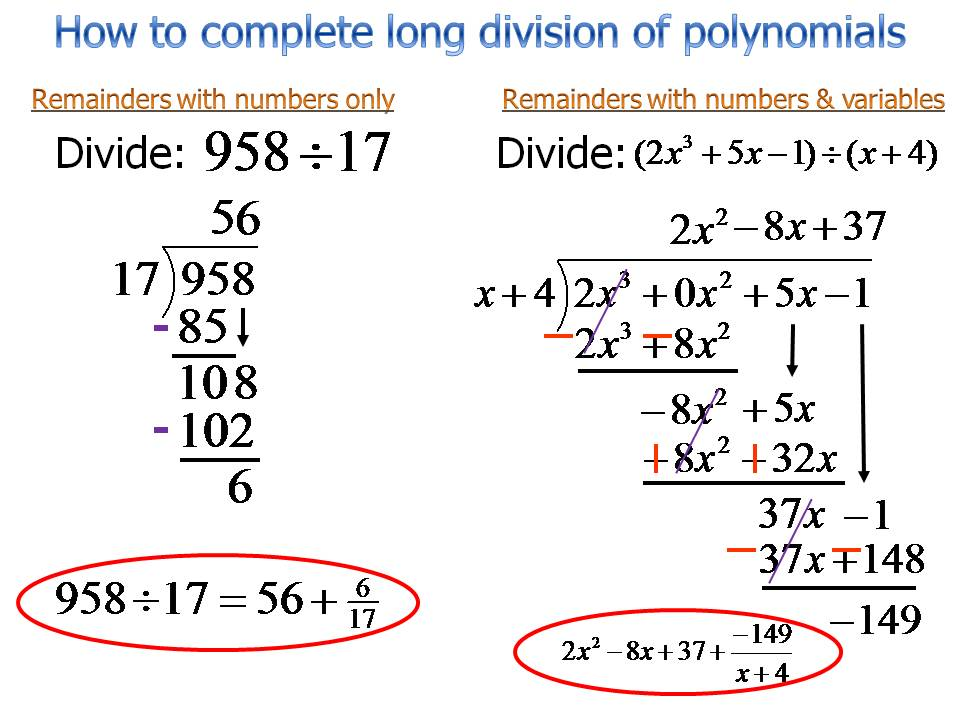 How to complete long division of polynomials
Remainders with numbers only
Divide: 958 ÷ 17
56
17)958
- 85
108
- 102
6
958 ÷ 17 = 56 + 6/17
Remainders with numbers & variables
Divide: (2x³ + 5x − 1) ÷ (x + 4)
2x² − 8x + 37
x + 4)2x³ + 0x² + 5x − 1
2x³ + 8x²
− 8x² + 5x
+ 8x² + 32x
37x − 1
37x + 148
− 149
2x² − 8x + 37 + −149/(x + 4)